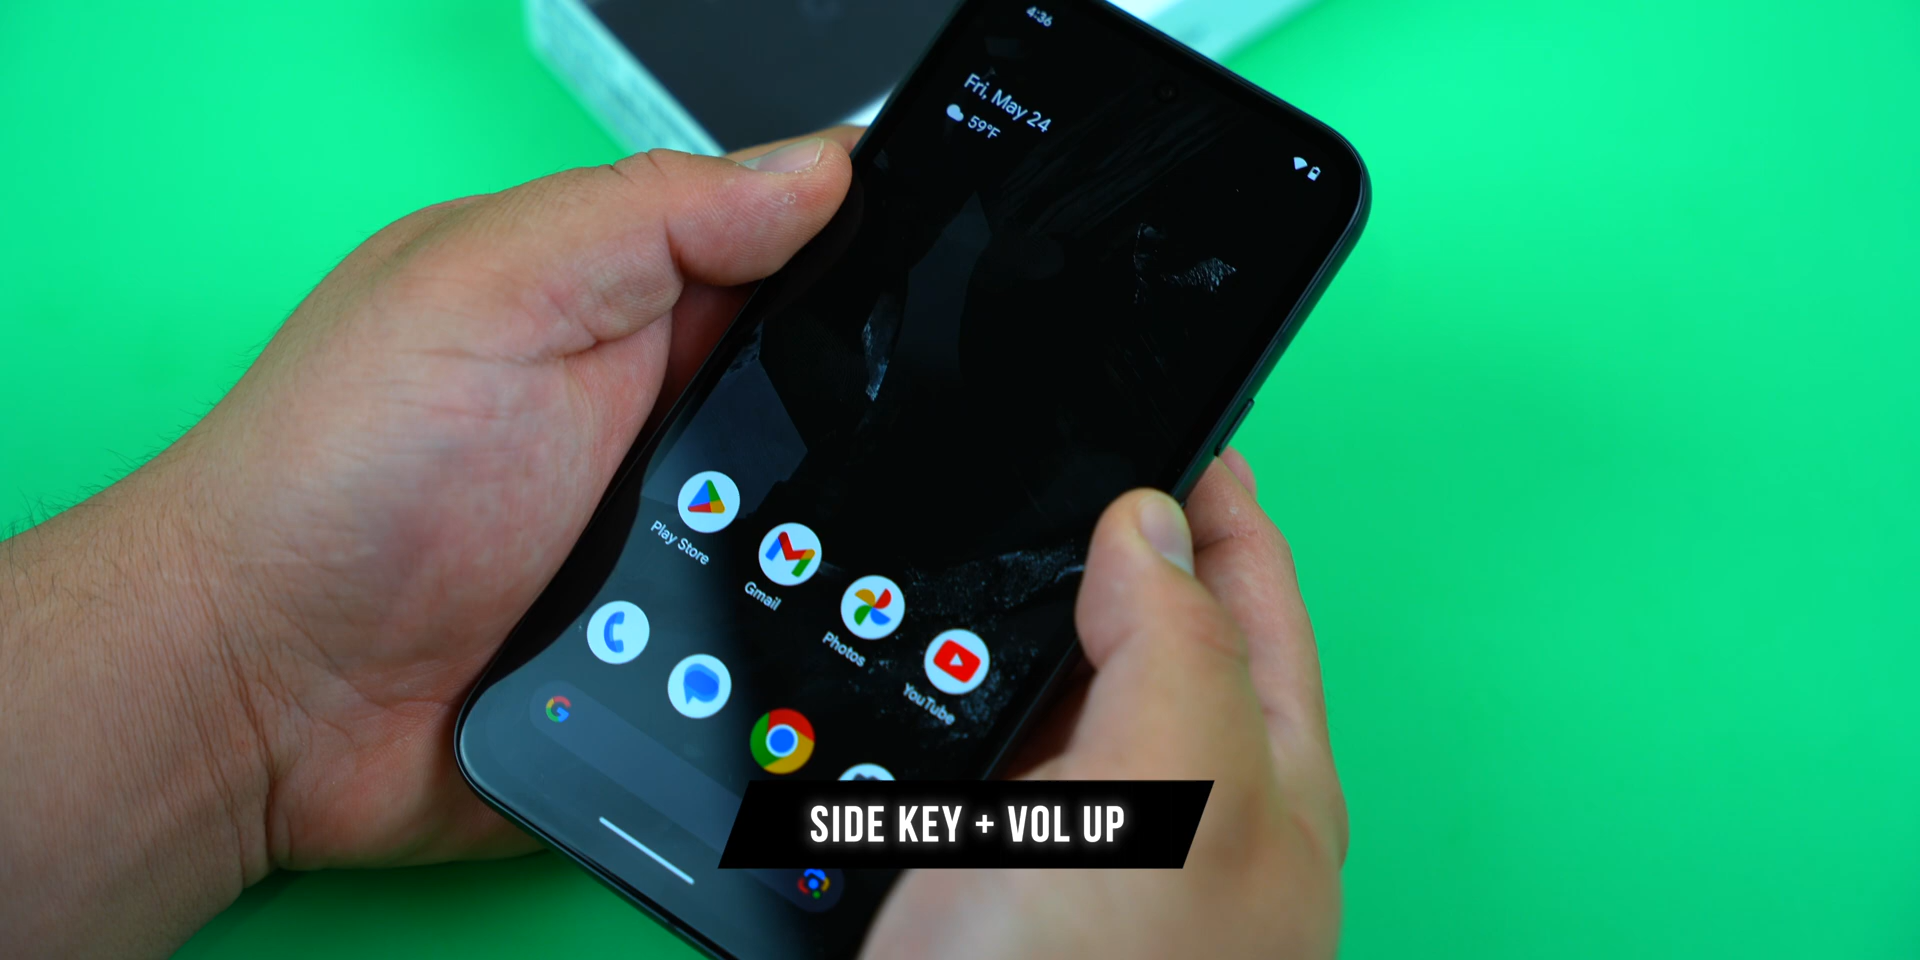 4:36
Fri, May 24
59°F
Play Store
Gmail
Photos
YouTube
G
SIDE KEY + VOL UP